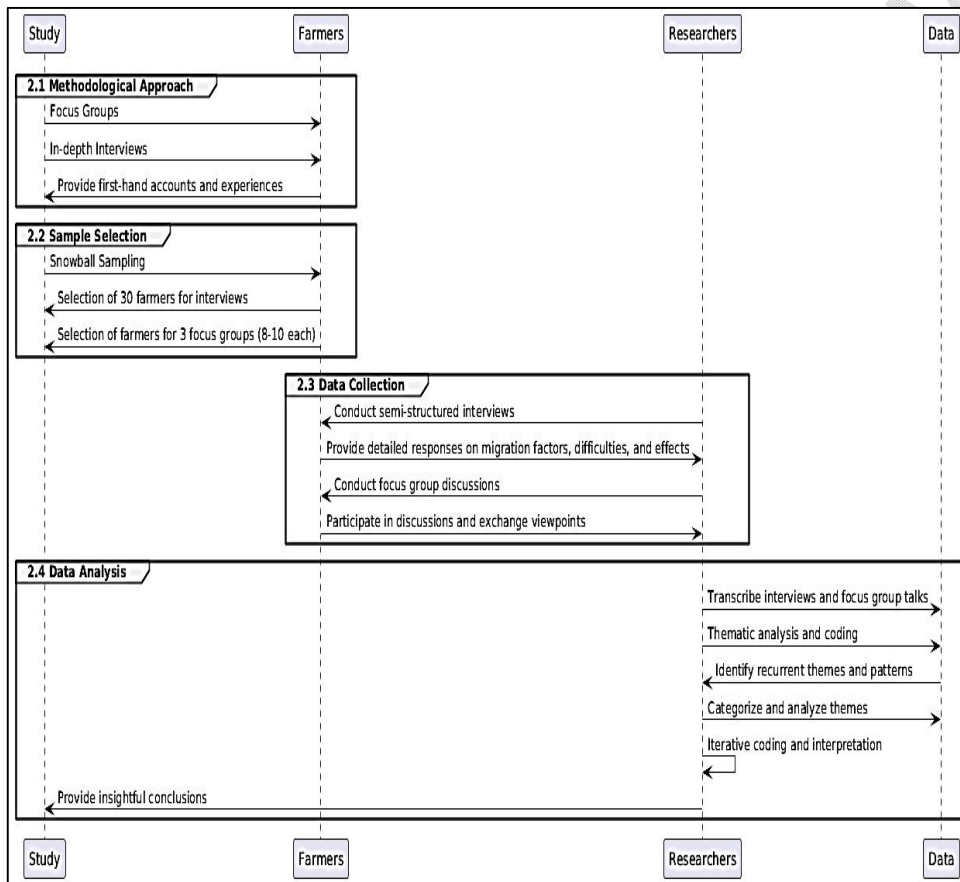 Study Farmers Researchers Data
2.1 Methodological Approach
Focus Groups
In-depth Interviews
Provide first-hand accounts and experiences
2.2 Sample Selection
Snowball Sampling
Selection of 30 farmers for interviews
Selection of farmers for 3 focus groups (8-10 each)
2.3 Data Collection
Conduct semi-structured interviews
Provide detailed responses on migration factors, difficulties, and effects
Conduct focus group discussions
Participate in discussions and exchange viewpoints
2.4 Data Analysis
Transcribe interviews and focus group talks
Thematic analysis and coding
Identify recurrent themes and patterns
Categorize and analyze themes
Iterative coding and interpretation
Provide insightful conclusions
Study Farmers Researchers Data